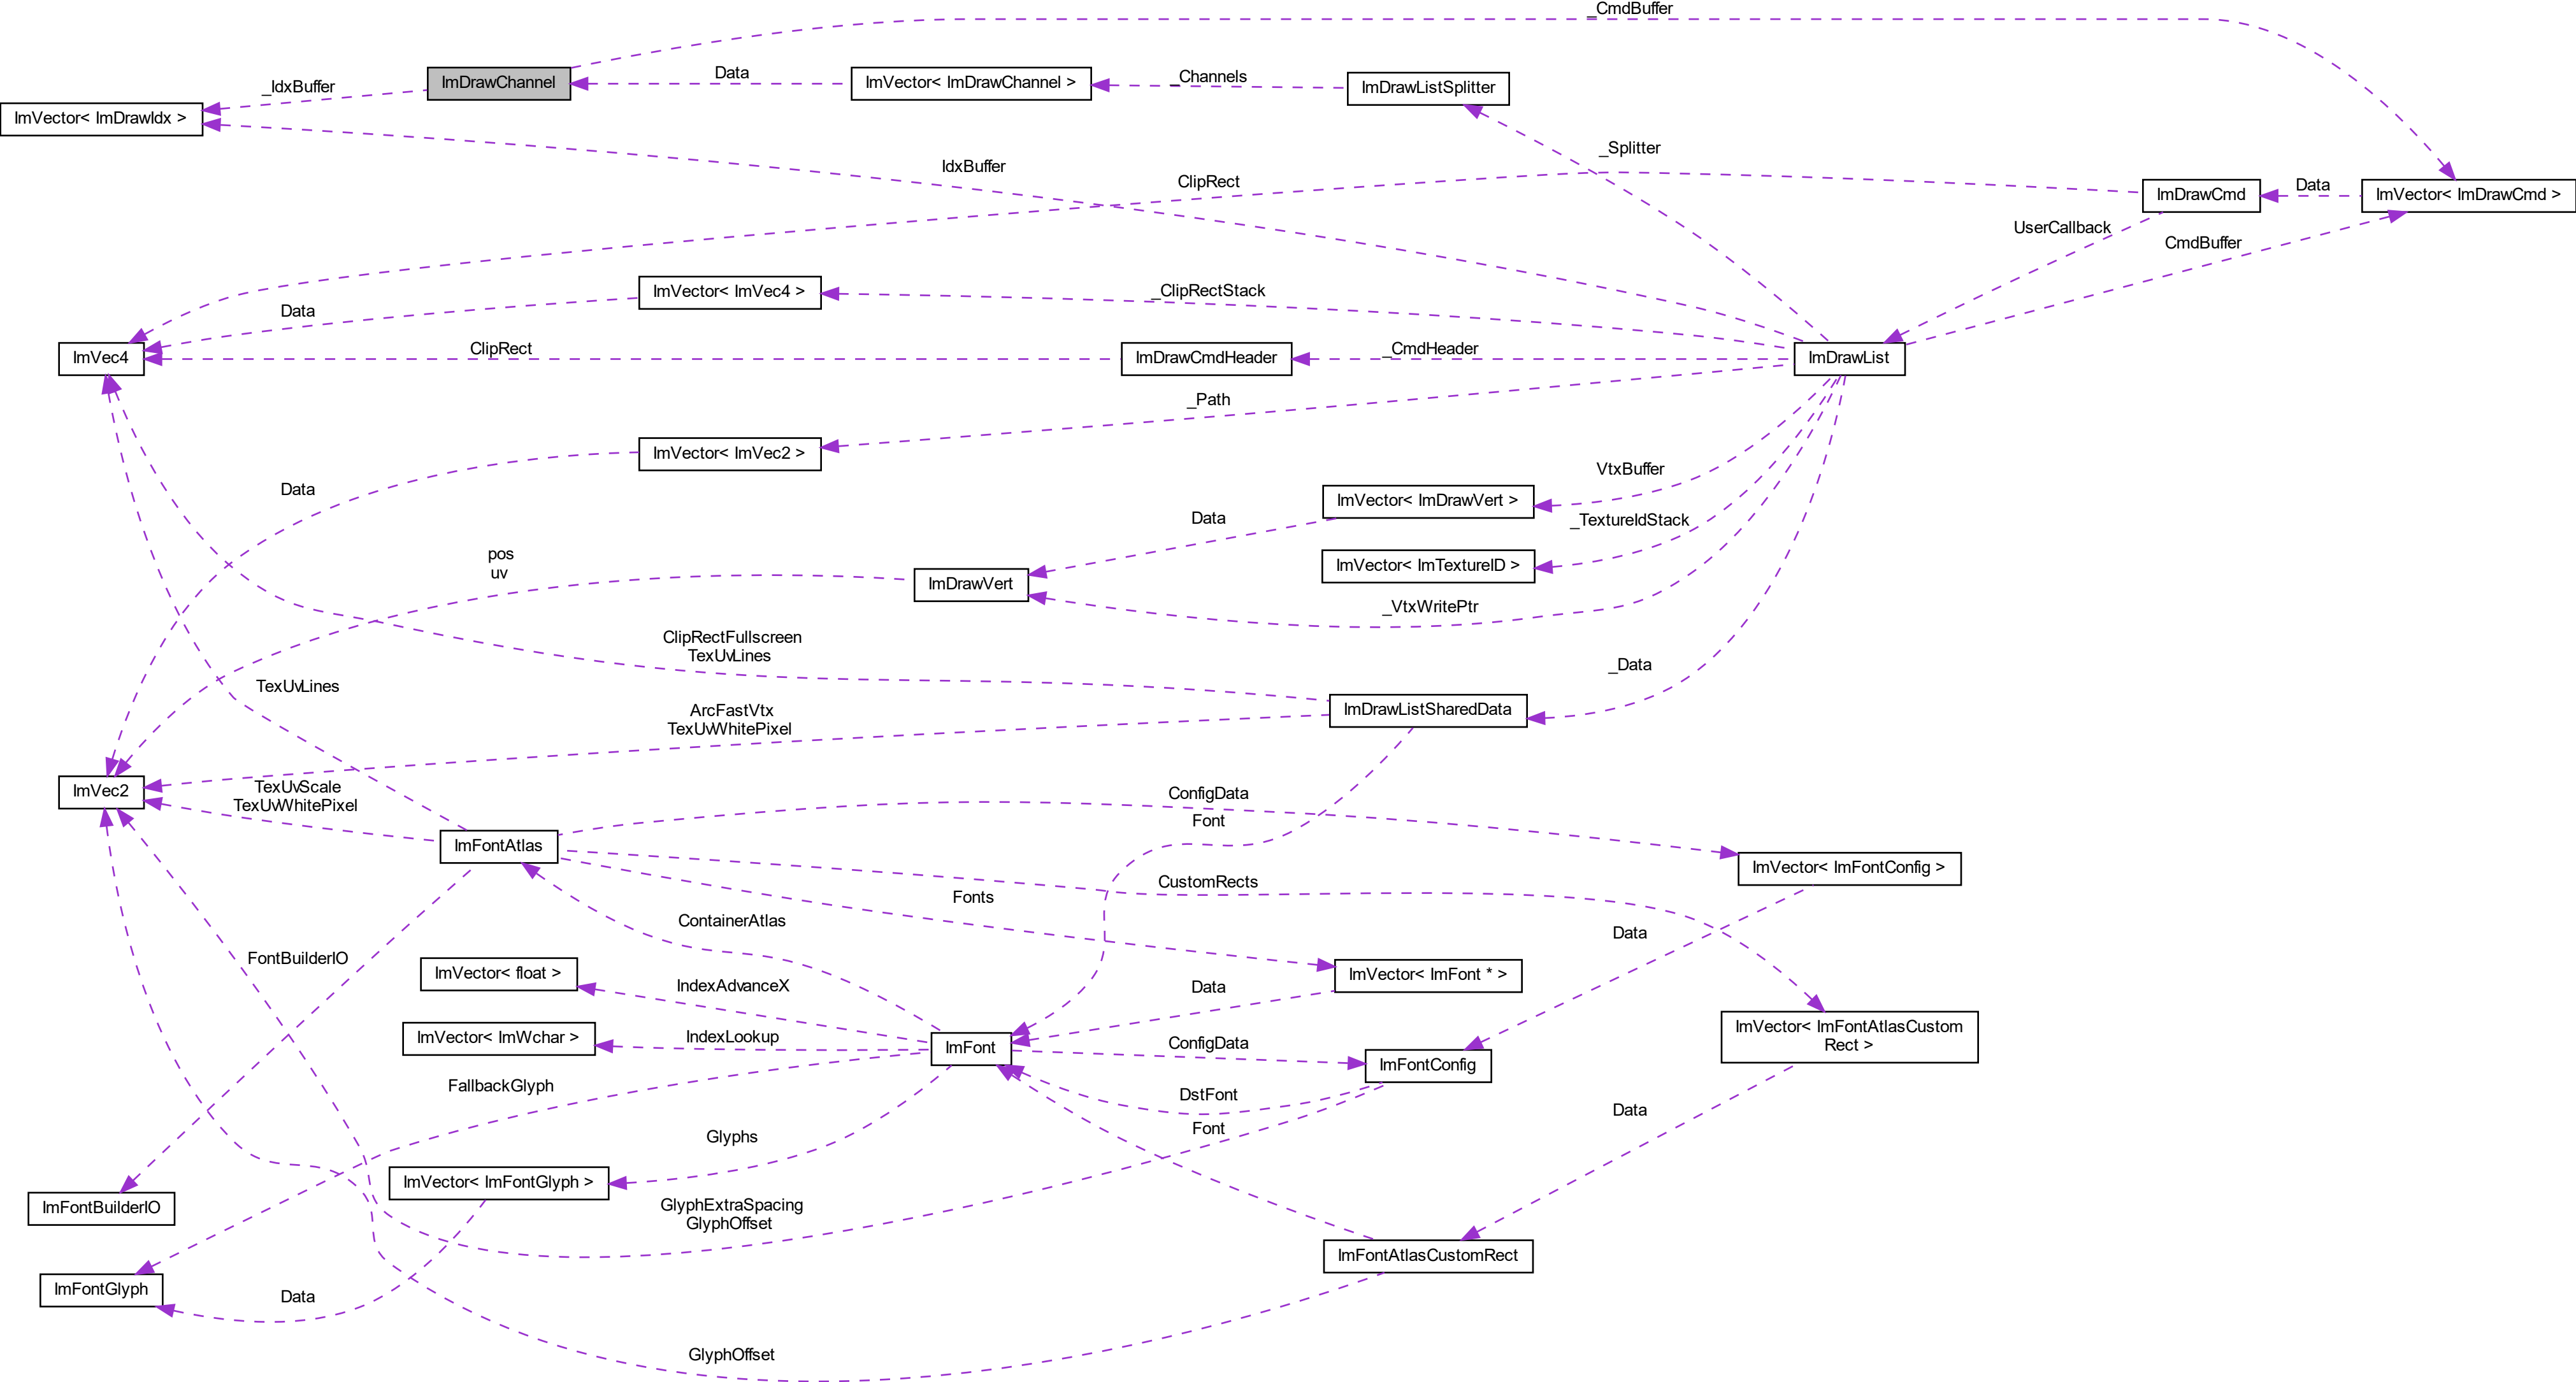 _CmdBuffer
ImDrawChannel
Data
ImVector< ImDrawChannel >
_Channels
ImDrawListSplitter
_IdxBuffer
ImVector< ImDrawIdx >
_Splitter
IdxBuffer
ClipRect
ImDrawCmd
Data
ImVector< ImDrawCmd >
UserCallback
CmdBuffer
ImVector< ImVec4 >
_ClipRectStack
Data
ImVec4
ClipRect
ImDrawCmdHeader
_CmdHeader
ImDrawList
_Path
ImVector< ImVec2 >
Data
VtxBuffer
ImVector< ImDrawVert >
Data
_TextureIdStack
ImVector< ImTextureID >
pos
uv
ImDrawVert
_VtxWritePtr
ClipRectFullscreen
TexUvLines
_Data
TexUvLines
ArcFastVtx
TexUvWhitePixel
ImDrawListSharedData
ImVec2
TexUvScale
TexUvWhitePixel
ConfigData
Font
ImFontAtlas
ImVector< ImFontConfig >
CustomRects
Fonts
ContainerAtlas
Data
FontBuilderIO
ImVector< float >
IndexAdvanceX
Data
ImVector< ImFont * >
ImVector< ImFontAtlasCustom
Rect >
ImVector< ImWchar >
IndexLookup
ImFont
ConfigData
ImFontConfig
FallbackGlyph
DstFont
Data
Glyphs
Font
ImVector< ImFontGlyph >
ImFontBuilderIO
GlyphExtraSpacing
GlyphOffset
ImFontAtlasCustomRect
ImFontGlyph
Data
GlyphOffset